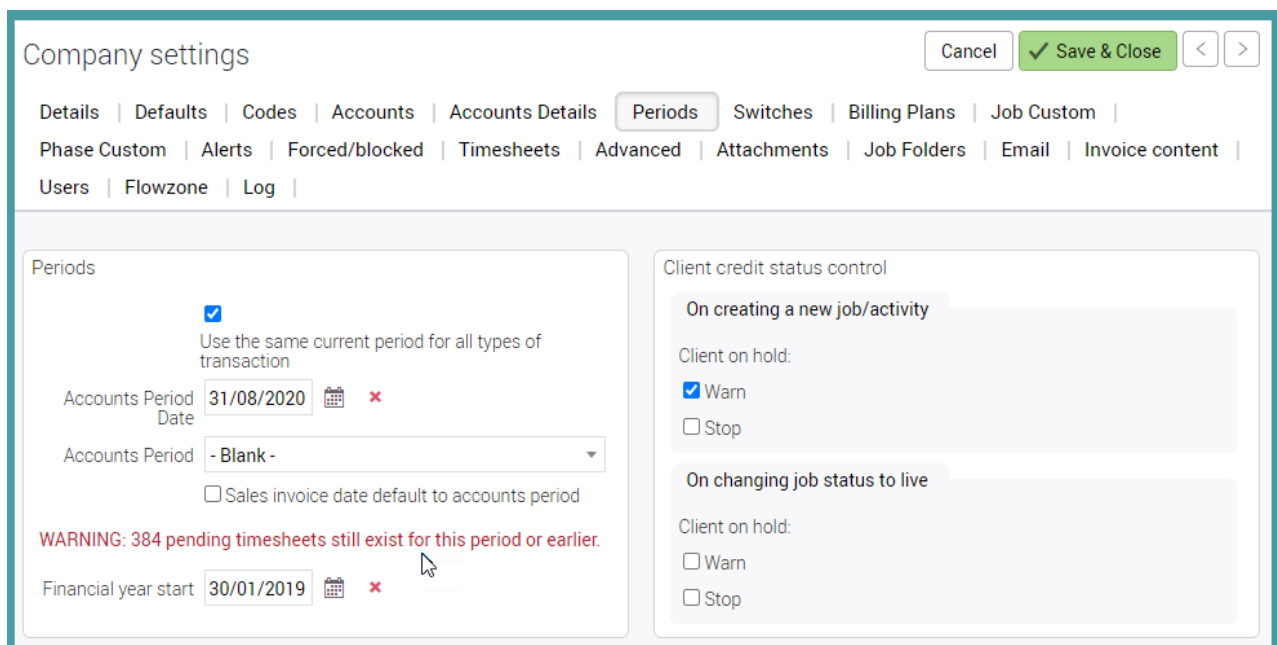 Company settings
Cancel
Save & Close
Details | Defaults | Codes | Accounts | Accounts Details Periods Switches | Billing Plans | Job Custom |
Phase Custom | Alerts | Forced/blocked | Timesheets | Advanced | Attachments | Job Folders | Email | Invoice content |
Users | Flowzone | Log |
Periods
Use the same current period for all types of
transaction
Accounts Period
Date
31/08/2020
Accounts Period
- Blank -
Sales invoice date default to accounts period
WARNING: 384 pending timesheets still exist for this period or earlier.
Financial year start
30/01/2019
Client credit status control
On creating a new job/activity
Client on hold:
Warn
Stop
On changing job status to live
Client on hold:
Warn
Stop